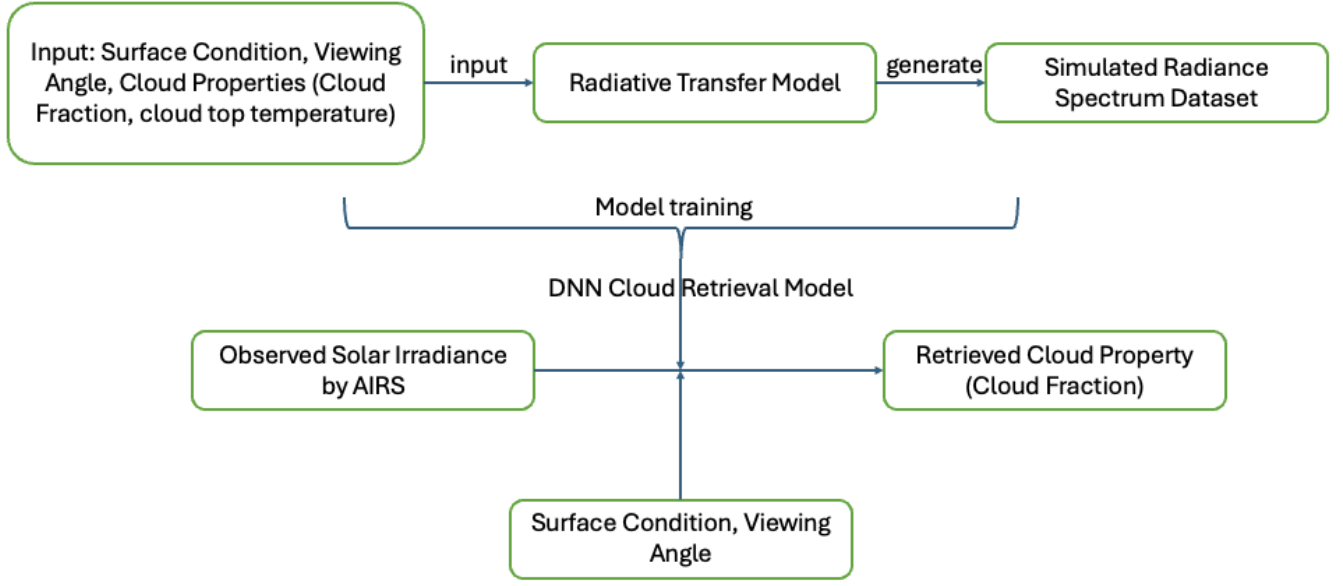 Input: Surface Condition, Viewing
Angle, Cloud Properties (Cloud
Fraction, cloud top temperature)
input
Radiative Transfer Model
generate
Simulated Radiance
Spectrum Dataset
Model training
DNN Cloud Retrieval Model
Observed Solar Irradiance
by AIRS
Retrieved Cloud Property
(Cloud Fraction)
Surface Condition, Viewing
Angle